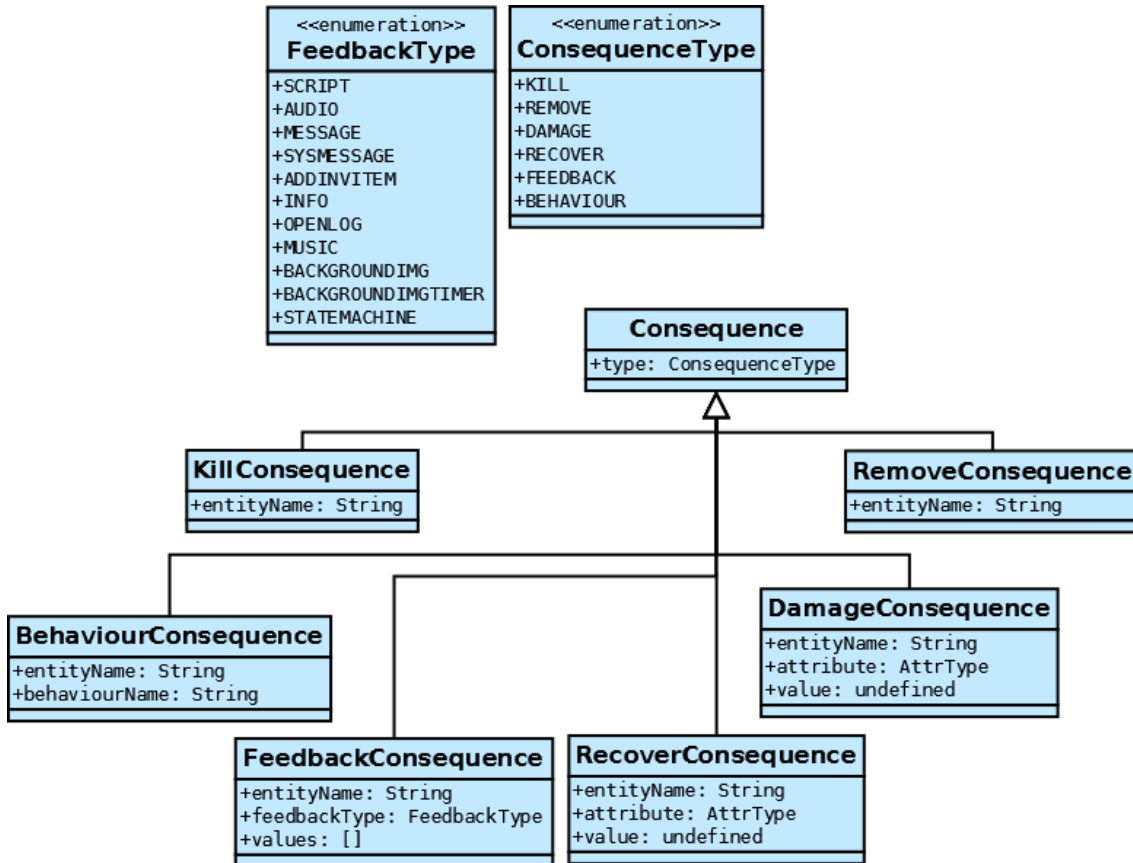 <<enumeration>>
FeedbackType
+SCRIPT
+AUDIO
+MESSAGE
+SYSMESSAGE
+ADDINVITEM
+INFO
+OPENLOG
+MUSIC
+BACKGROUNDIMG
+BACKGROUNDIMGTIMER
+STATEMACHINE
<<enumeration>>
ConsequenceType
+KILL
+REMOVE
+DAMAGE
+RECOVER
+FEEDBACK
+BEHAVIOUR
Consequence
+type: ConsequenceType
KillConsequence
+entityName: String
RemoveConsequence
+entityName: String
BehaviourConsequence
+entityName: String
+behaviourName: String
DamageConsequence
+entityName: String
+attribute: AttrType
+value: undefined
FeedbackConsequence
+entityName: String
+feedbackType: FeedbackType
+values: []
RecoverConsequence
+entityName: String
+attribute: AttrType
+value: undefined